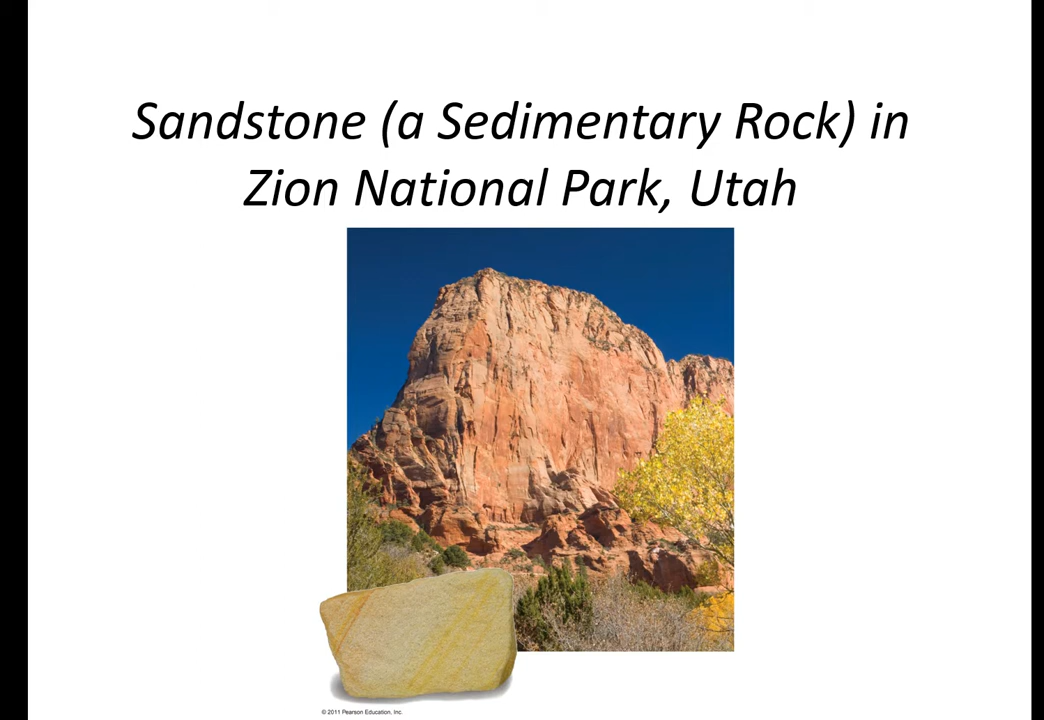 Sandstone (a Sedimentary Rock) in
Zion National Park, Utah
© 2011 Pearson Education, Inc.